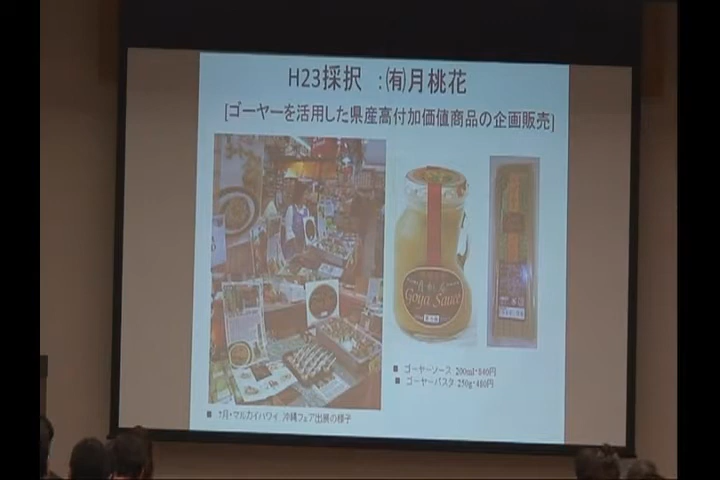 H23採択 ：㈲月桃花
[ゴーヤーを活用した県産高付加価値商品の企画販売]
Goya Sauce
■ ゴーヤーソース 200ml・840円
■ ゴーヤーパスタ 250g・480円
■ 7月・マルカイハワイ 沖縄フェア出展の様子